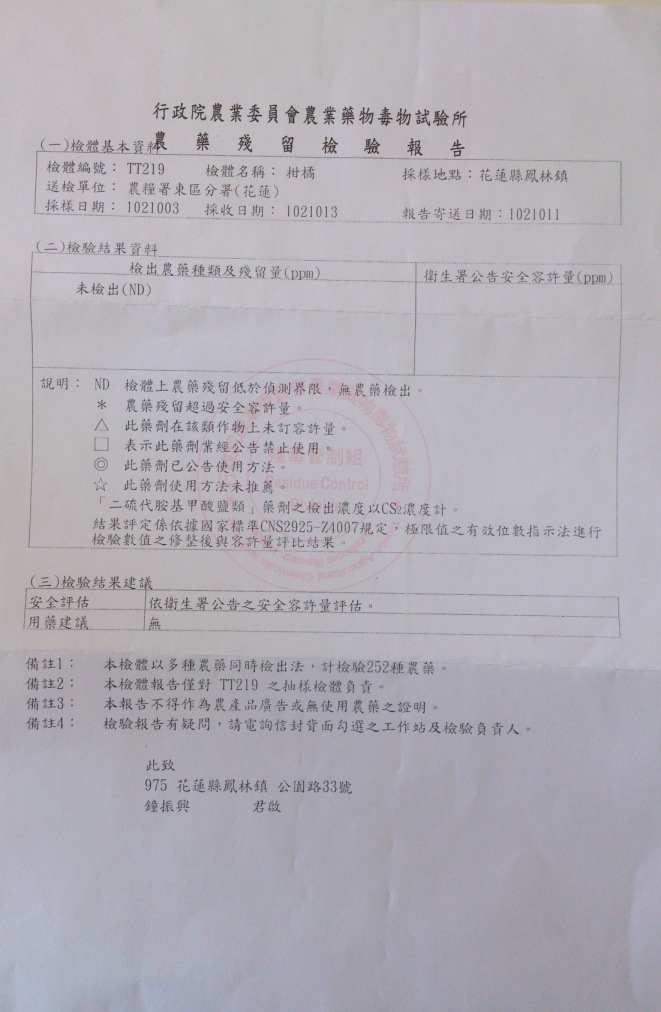 行政院農業委員會農業藥物毒物試驗所
農 藥 殘 留 檢 驗 報 告
(一)檢體基本資料
檢體編號： TT219 檢體名稱： 柑橘 採樣地點：花蓮縣鳳林鎮
送檢單位： 農糧署東區分署(花蓮)
採樣日期： 1021003 採收日期： 1021013 報告寄送日期：1021011
(二)檢驗結果資料
檢出農藥種類及殘留量(ppm) 衛生署公告安全容許量(ppm)
未檢出(ND)
說明： ND 檢體上農藥殘留低於偵測界限，無農藥檢出。
＊ 農藥殘留超過安全容許量。
△ 此藥劑在該類作物上未訂容許量。
□ 表示此藥劑業經公告禁止使用。
◎ 此藥劑已公告使用方法。
☆ 此藥劑使用方法未推薦。
「二硫代胺基甲酸鹽類」藥劑之檢出濃度以CS2濃度計。
結果評定係依據國家標準CNS2925-Z4007規定，極限值之有效位數指示法進行
檢驗數值之修整後與容許量評比結果。
殘毒管制組
Residue Control
(三)檢驗結果建議
安全評估 依衛生署公告之安全容許量評估。
用藥建議 無
備註1： 本檢體以多種農藥同時檢出法，計檢驗252種農藥。
備註2： 本檢體報告僅對 TT219 之抽樣檢體負責。
備註3： 本報告不得作為農產品廣告或無使用農藥之證明。
備註4： 檢驗報告有疑問，請電詢信封背面勾選之工作站及檢驗負責人。
此致
975 花蓮縣鳳林鎮 公園路33號
鐘振興 君啟